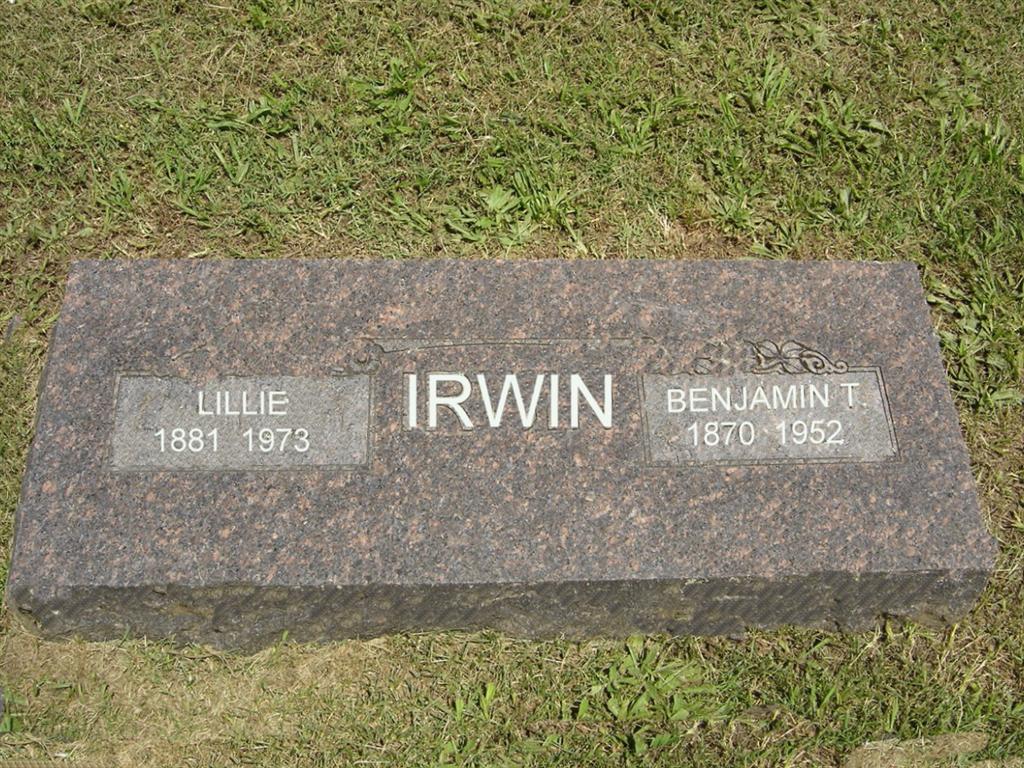 LILLIE
1881 1973
IRWIN
BENJAMIN T.
1870 1952